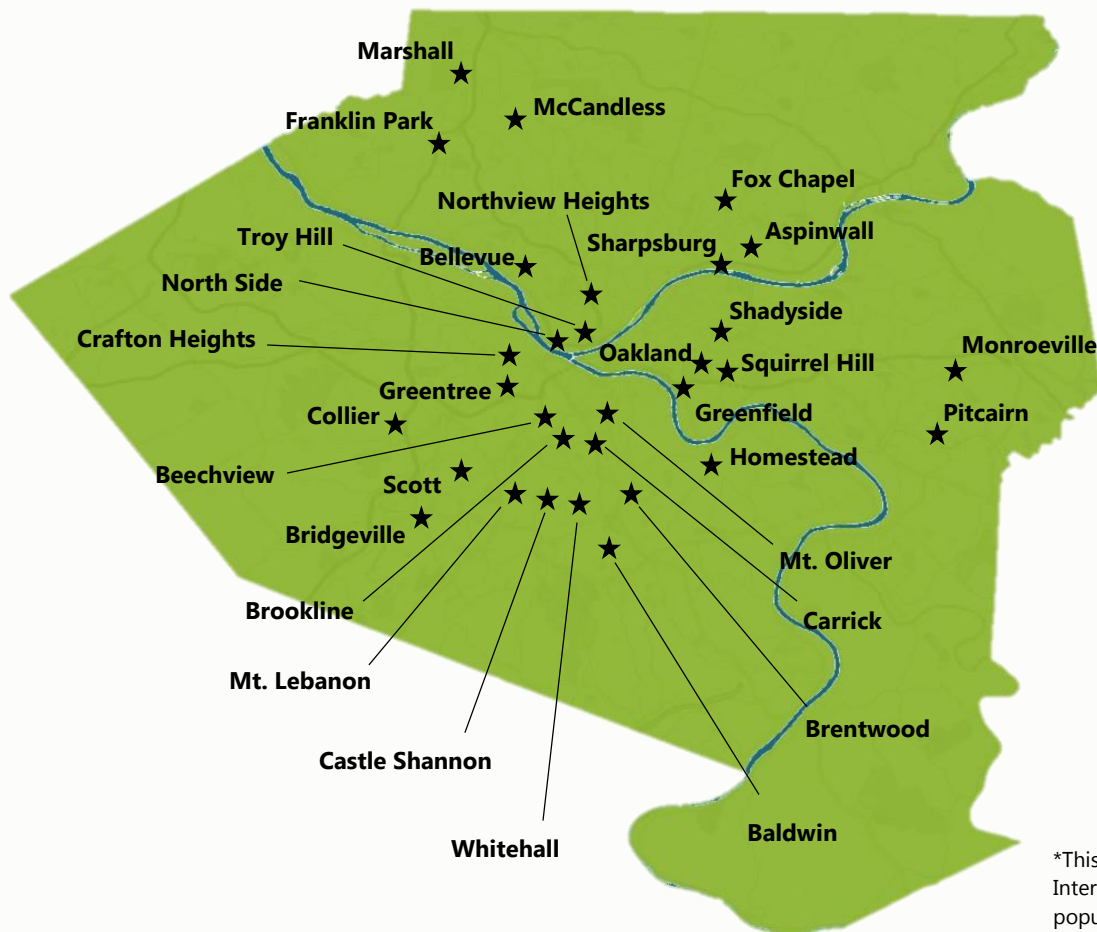 Marshall
McCandless
Franklin Park
Fox Chapel
Northview Heights
Troy Hill
Aspinwall
Sharpsburg
Bellevue
North Side
Shadyside
Crafton Heights
Monroeville
Oakland
Squirrel Hill
Greentree
Collier
Greenfield
Pitcairn
Homestead
Beechview
Scott
Bridgeville
Mt. Oliver
Brookline
Carrick
Mt. Lebanon
Brentwood
Castle Shannon
Baldwin
Whitehall
*This
Inter
popu